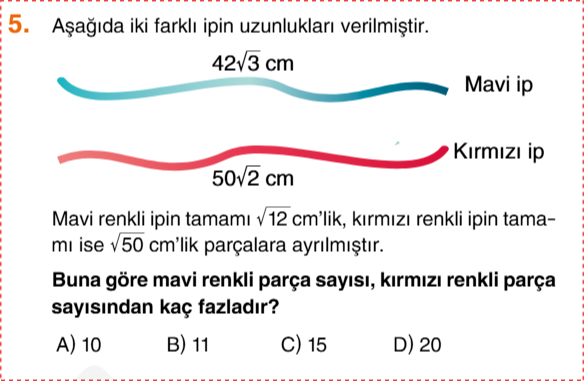 5. Aşağıda iki farklı ipin uzunlukları verilmiştir.
42√3 cm
Mavi ip
Kırmızı ip
50√2 cm
Mavi renkli ipin tamamı √12 cm'lik, kırmızı renkli ipin tama-
mı ise √50 cm'lik parçalara ayrılmıştır.
Buna göre mavi renkli parça sayısı, kırmızı renkli parça
sayısından kaç fazladır?
A) 10 B) 11 C) 15 D) 20